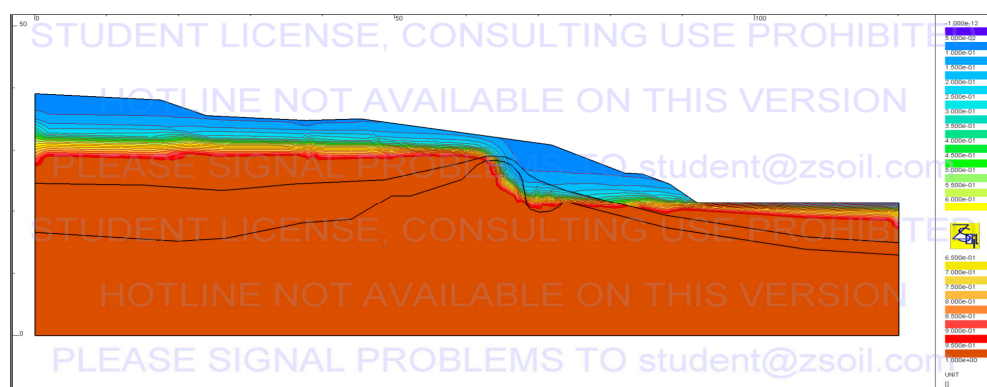 0 50 100
50
STUDENT LICENSE, CONSULTING USE PROHIBITED
HOTLINE NOT AVAILABLE ON THIS VERSION
PLEASE SIGNAL PROBLEMS TO student@zsoil.com
STUDENT LICENSE, CONSULTING USE PROHIBITED
HOTLINE NOT AVAILABLE ON THIS VERSION
0
PLEASE SIGNAL PROBLEMS TO student@zsoil.com
-1.000e-12
5.000e-02
1.000e-01
1.500e-01
2.000e-01
2.500e-01
3.000e-01
3.500e-01
4.000e-01
4.500e-01
5.000e-01
5.500e-01
6.000e-01
6.500e-01
7.000e-01
7.500e-01
8.000e-01
8.500e-01
9.000e-01
9.500e-01
1.000e+00
UNIT
[]